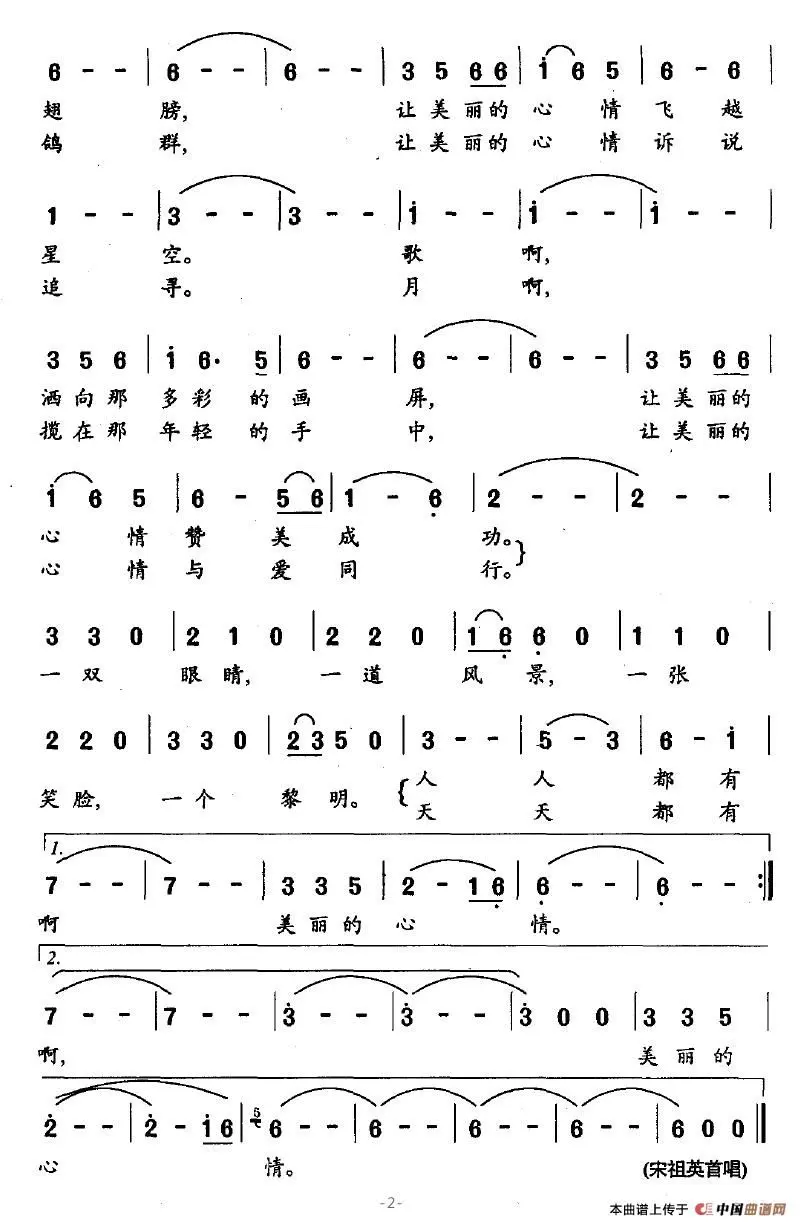 6 - - | 6 - - | 6 - - | 3 5 6 6 | i 6 5 | 6 - 6 |
翅 膀, 让 美 丽 的 心 情 飞 越
鸽 群, 让 美 丽 的 心 情 诉 说
1 - - | 3 - - | 3 - - | i - - | i - - | i - - |
星 空。 歌 啊,
追 寻。 月 啊,
3 5 6 | i 6· 5 | 6 - - | 6 - - | 6 - - | 3 5 6 6 |
洒 向 那 多 彩 的 画 屏, 让 美 丽 的
揽 在 那 年 轻 的 手 中, 让 美 丽 的
i 6 5 | 6 - 5 6 | 1 - 6 | 2 - - | 2 - - |
心 情 赞 美 成 功。
心 情 与 爱 同 行。
3 3 0 | 2 1 0 | 2 2 0 | 1 6 6 0 | 1 1 0 |
一 双 眼 睛, 一 道 风 景, 一 张
2 2 0 | 3 3 0 | 2 3 5 0 | 3 - - | 5 - 3 | 6 - i |
笑 脸, 一 个 黎 明。 人 人 都 有
天 天 都 有
1.
7 - - | 7 - - | 3 3 5 | 2 - 1 6 | 6 - - | 6 - - :|
啊 美 丽 的 心 情。
2.
7 - - | 7 - - | 3 - - | 3 - - | 3 0 0 | 3 3 5 |
啊, 美 丽 的
2 - - | 2 - i 6 | 5 6 - - | 6 - - | 6 - - | 6 - - | 6 0 0 |
心 情。 (宋祖英首唱)
-2-
本曲谱上传于 中国曲谱网